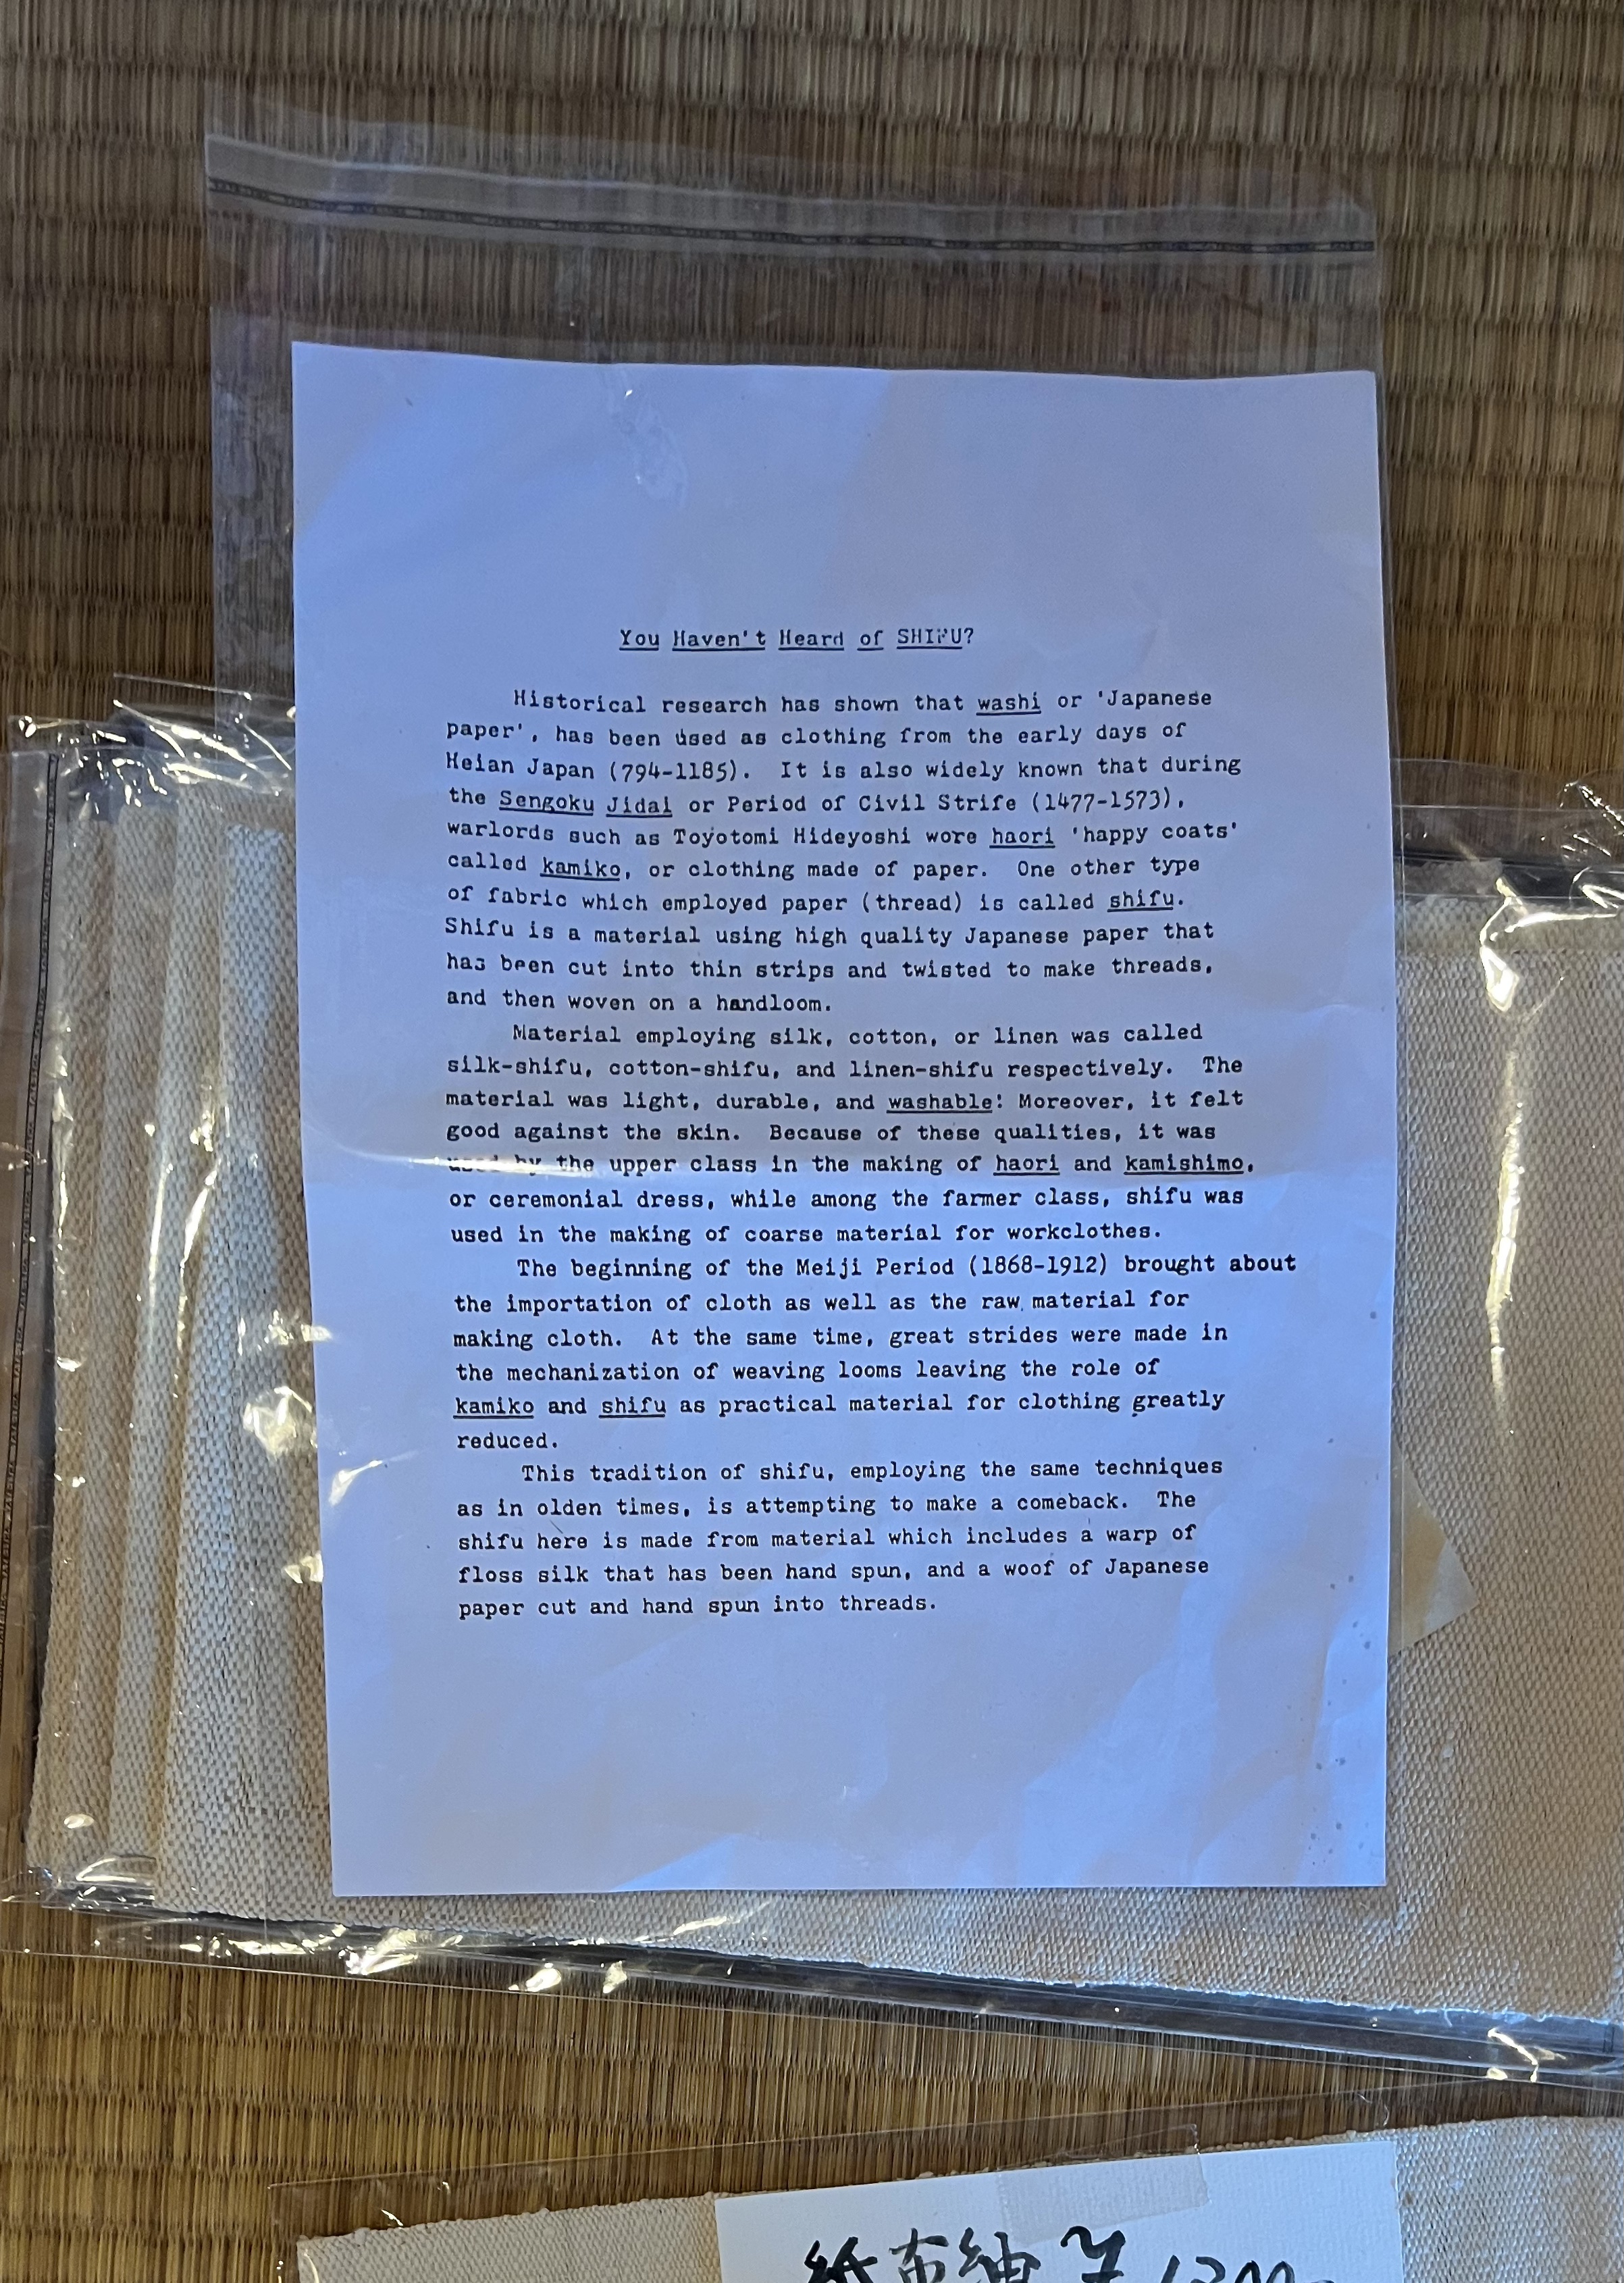 You Haven't Heard of SHIFU?
Historical research has shown that washi or 'Japanese
paper', has been used as clothing from the early days of
Heian Japan (794-1185). It is also widely known that during
the Sengoku Jidai or Period of Civil Strife (1477-1573),
warlords such as Toyotomi Hideyoshi wore haori 'happy coats'
called kamiko, or clothing made of paper. One other type
of fabric which employed paper (thread) is called shifu.
Shifu is a material using high quality Japanese paper that
has been cut into thin strips and twisted to make threads,
and then woven on a handloom.
Material employing silk, cotton, or linen was called
silk-shifu, cotton-shifu, and linen-shifu respectively. The
material was light, durable, and washable! Moreover, it felt
good against the skin. Because of these qualities, it was
used by the upper class in the making of haori and kamishimo,
or ceremonial dress, while among the farmer class, shifu was
used in the making of coarse material for workclothes.
The beginning of the Meiji Period (1868-1912) brought about
the importation of cloth as well as the raw material for
making cloth. At the same time, great strides were made in
the mechanization of weaving looms leaving the role of
kamiko and shifu as practical material for clothing greatly
reduced.
This tradition of shifu, employing the same techniques
as in olden times, is attempting to make a comeback. The
shifu here is made from material which includes a warp of
floss silk that has been hand spun, and a woof of Japanese
paper cut and hand spun into threads.
紙布紬